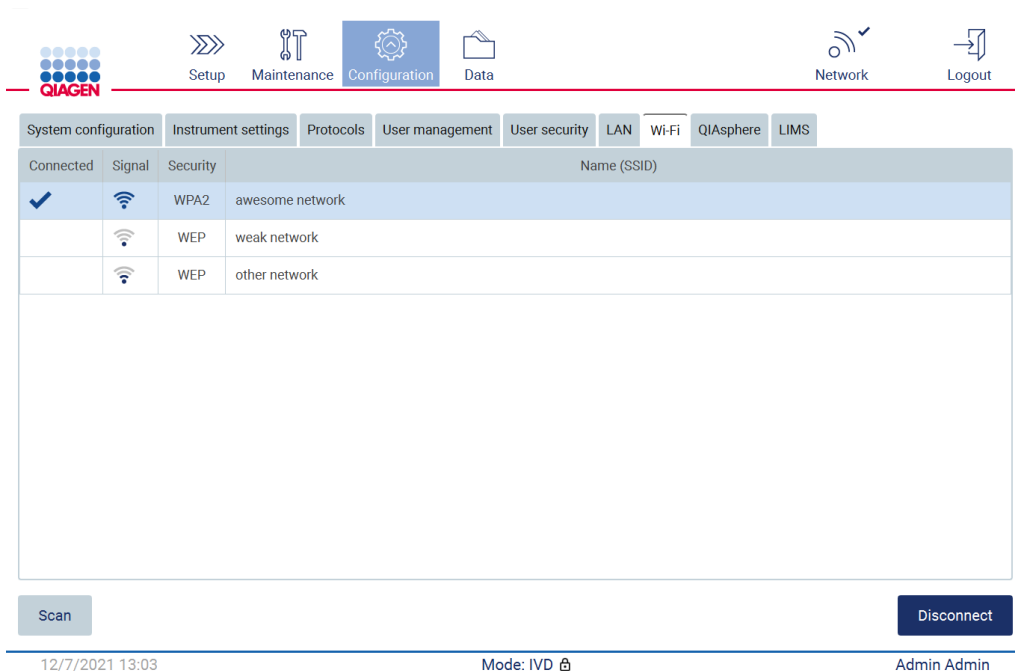 Setup Maintenance Configuration Data Network Logout
QIAGEN
System configuration Instrument settings Protocols User management User security LAN Wi-Fi QIAsphere LIMS
Connected Signal Security Name (SSID)
WPA2 awesome network
WEP weak network
WEP other network
Scan Disconnect
12/7/2021 13:03 Mode: IVD Admin Admin